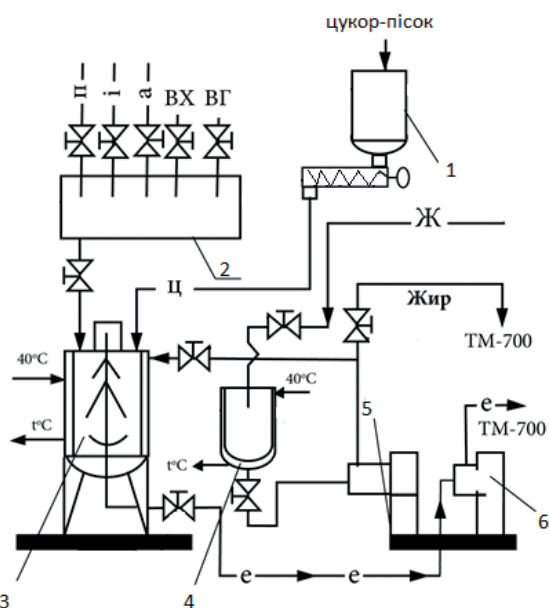 цукор-пісок
п і а ВХ ВГ
1
Ж
2
ц
Жир
ТМ-700
40°C
40°C
5
е
ТМ-700
t°C
t°C
6
3
4
е
е